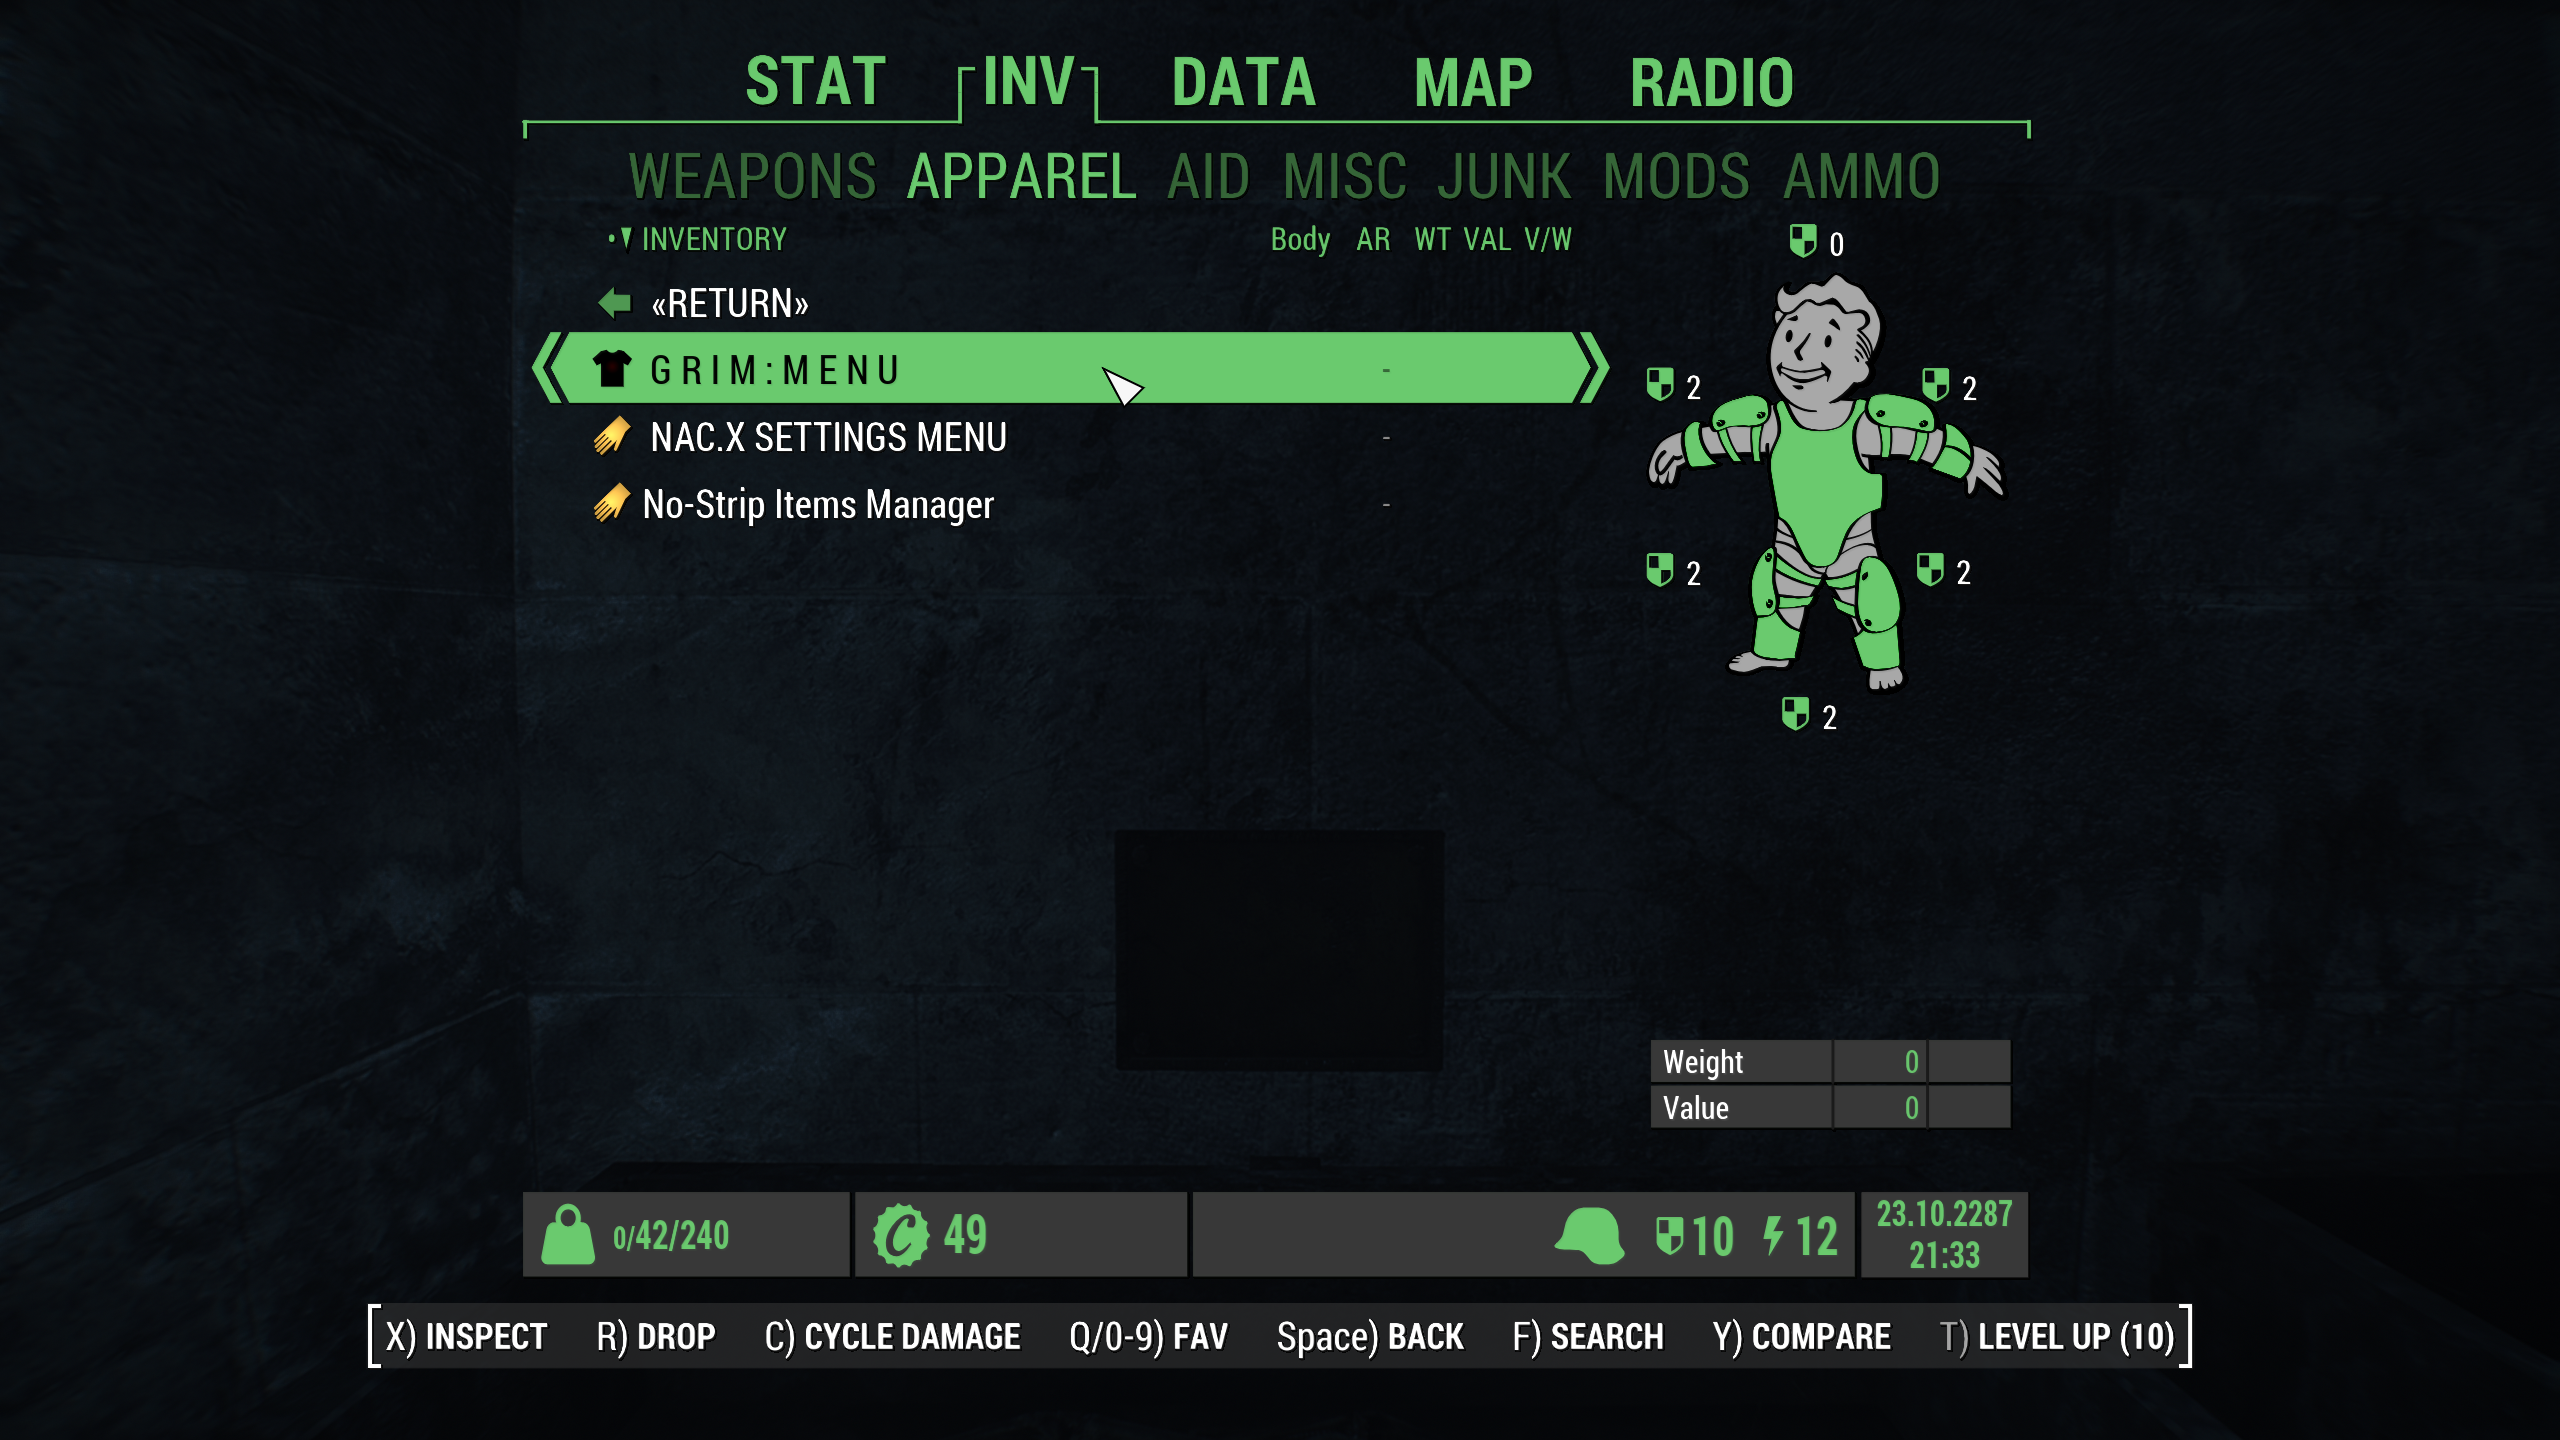 STAT INV DATA MAP RADIO
WEAPONS APPAREL AID MISC JUNK MODS AMMO
INVENTORY Body AR WT VAL V/W
0
«RETURN»
GRIM:MENU -
2 2
NAC.X SETTINGS MENU -
No-Strip Items Manager -
2 2
2
Weight 0
Value 0
0/42/240 49 10 12 23.10.2287
21:33
X) INSPECT R) DROP C) CYCLE DAMAGE Q/0-9) FAV Space) BACK F) SEARCH Y) COMPARE T) LEVEL UP (10)